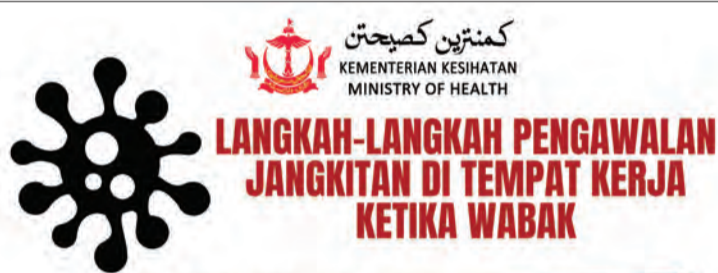 كمنترين كصيحتن
KEMENTERIAN KESIHATAN
MINISTRY OF HEALTH
LANGKAH-LANGKAH PENGAWALAN
JANGKITAN DI TEMPAT KERJA
KETIKA WABAK